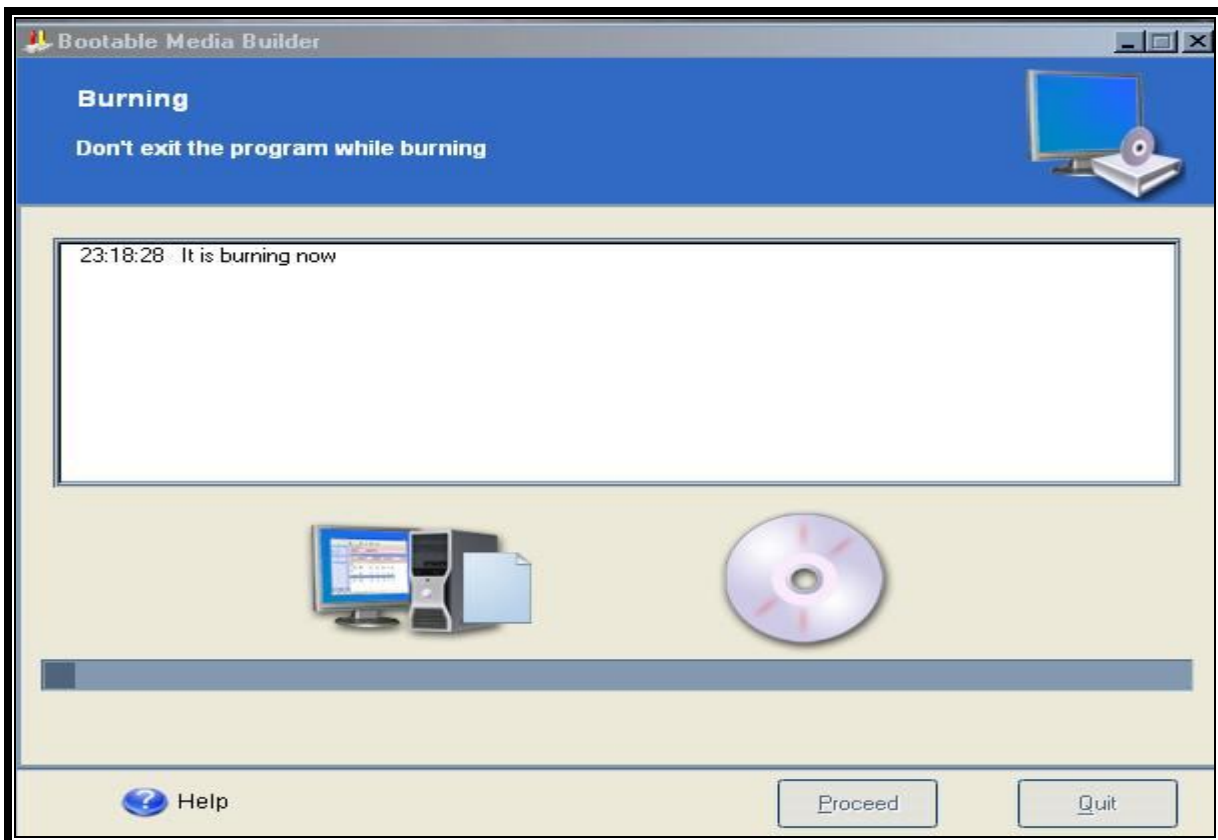 Bootable Media Builder
Burning
Don't exit the program while burning
23:18:28 It is burning now
Help
Proceed
Quit